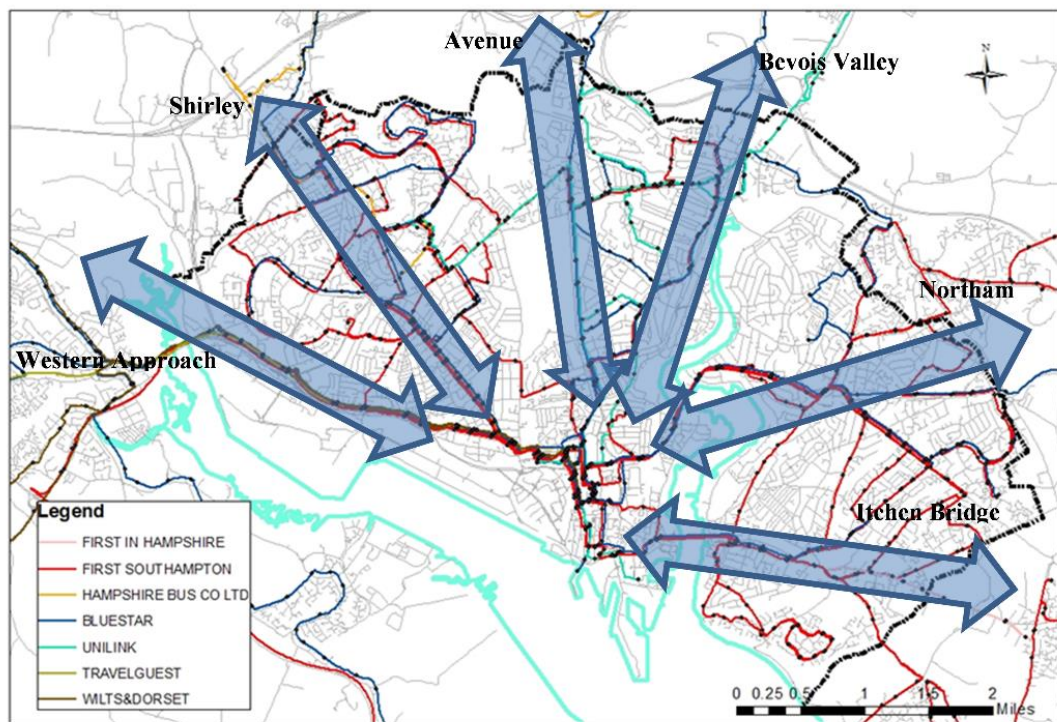 Avenue
Bevois Valley
N
Shirley
Northam
Western Approach
Itchen Bridge
Legend
FIRST IN HAMPSHIRE
FIRST SOUTHAMPTON
HAMPSHIRE BUS CO LTD
BLUESTAR
UNILINK
TRAVELGUEST
WILTS&DORSET
0 0.25 0.5 1 1.5 2
Miles